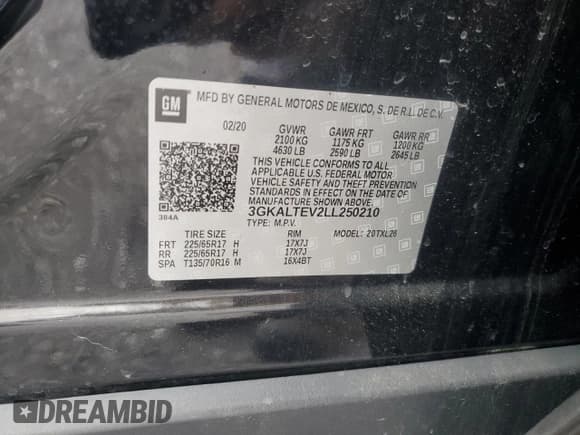 GM
MFD BY GENERAL MOTORS DE MEXICO, S. DE R.L. DE C.V.
02/20 GVWR GAWR FRT GAWR RR
2100 KG 1175 KG 1200 KG
4630 LB 2590 LB 2645 LB
THIS VEHICLE CONFORMS TO ALL
APPLICABLE U.S. FEDERAL MOTOR
VEHICLE SAFETY AND THEFT PREVENTION
STANDARDS IN EFFECT ON THE DATE OF
MANUFACTURE SHOWN ABOVE.
384A 3GKALTEV2LL250210
TYPE: M.P.V. MODEL: 20TXL26
TIRE SIZE RIM
FRT 225/65R17 H 17X7J
RR 225/65R17 H 17X7J
SPA T135/70R16 M 16X4BT
DREAMBID